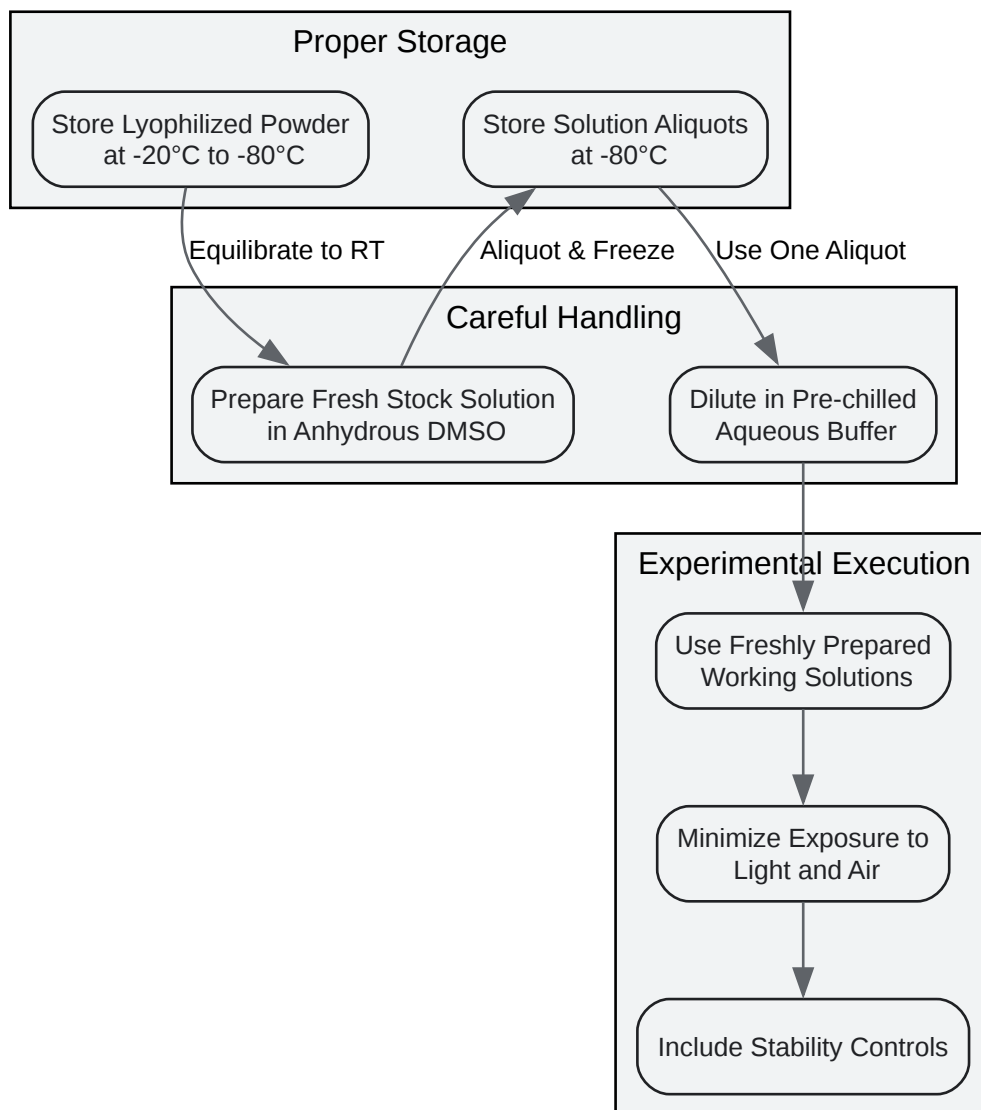 Proper Storage
Store Lyophilized Powder
at -20°C to -80°C
Store Solution Aliquots
at -80°C
Equilibrate to RT
Aliquot & Freeze
Use One Aliquot
Careful Handling
Prepare Fresh Stock Solution
in Anhydrous DMSO
Dilute in Pre-chilled
Aqueous Buffer
Experimental Execution
Use Freshly Prepared
Working Solutions
Minimize Exposure to
Light and Air
Include Stability Controls